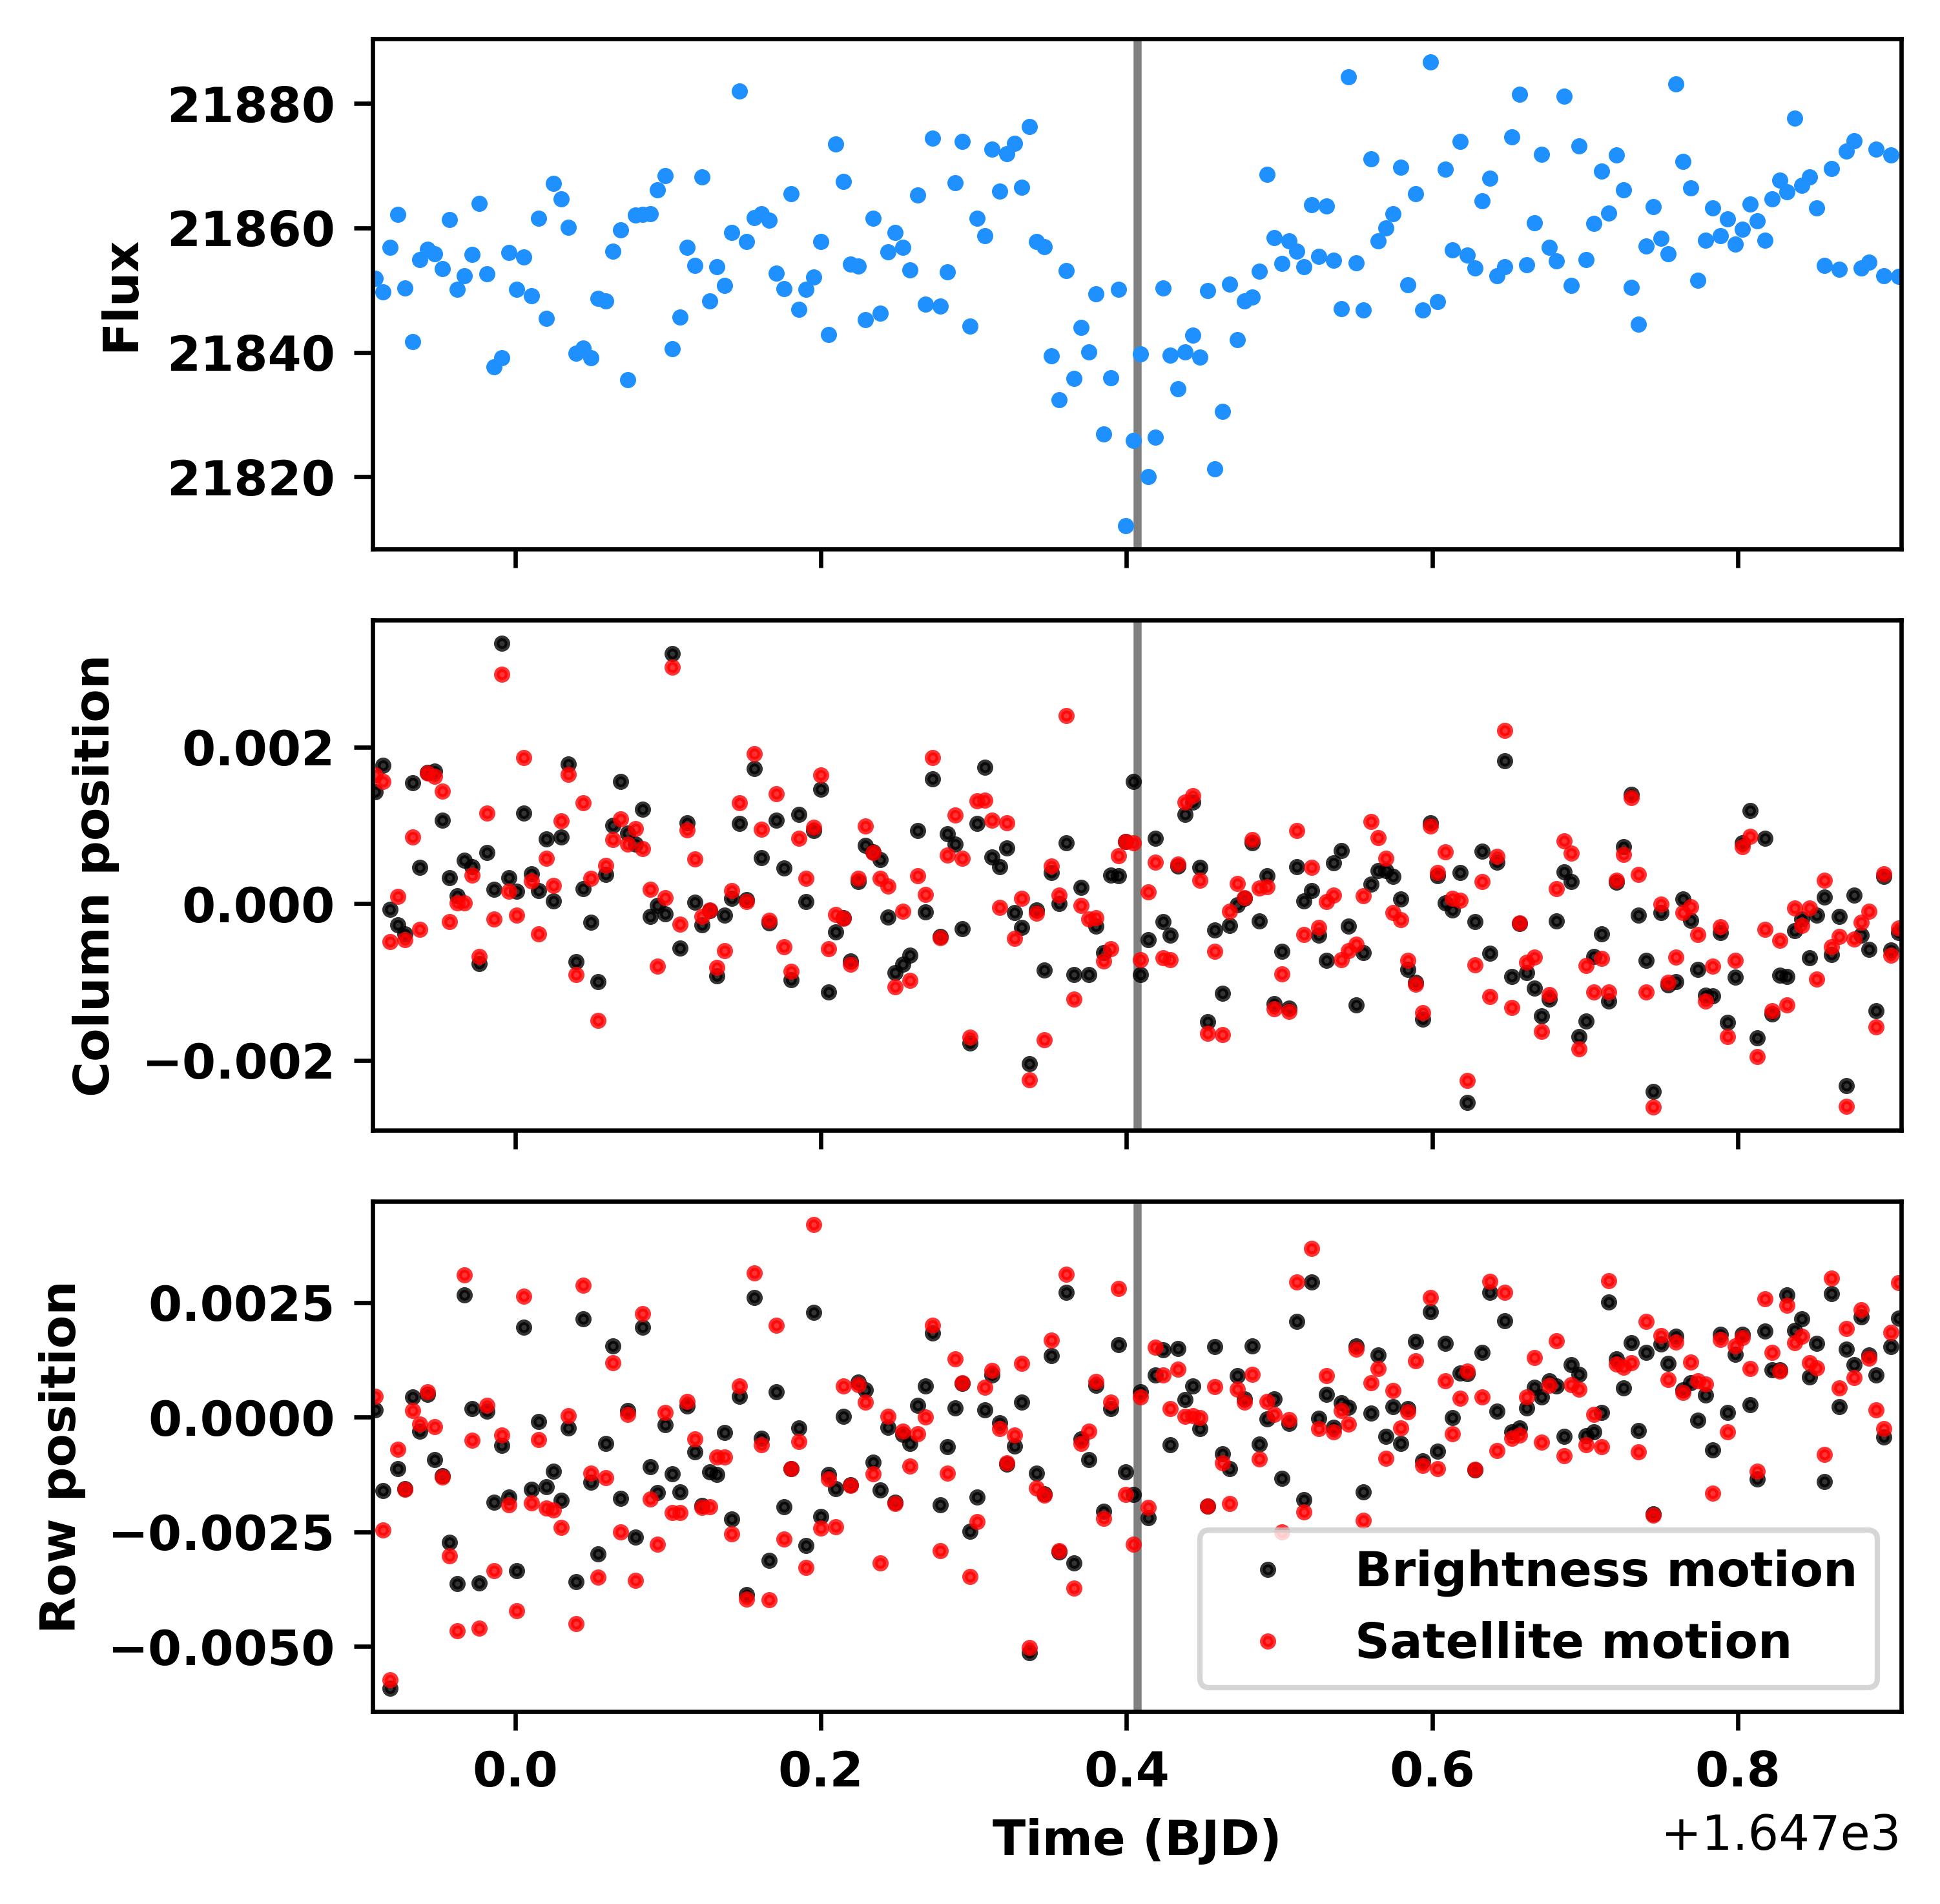 Flux
21880
21860
21840
21820
Column position
0.002
0.000
−0.002
Row position
0.0025
0.0000
−0.0025
−0.0050
Brightness motion
Satellite motion
0.0 0.2 0.4 0.6 0.8
Time (BJD)
+1.647e3